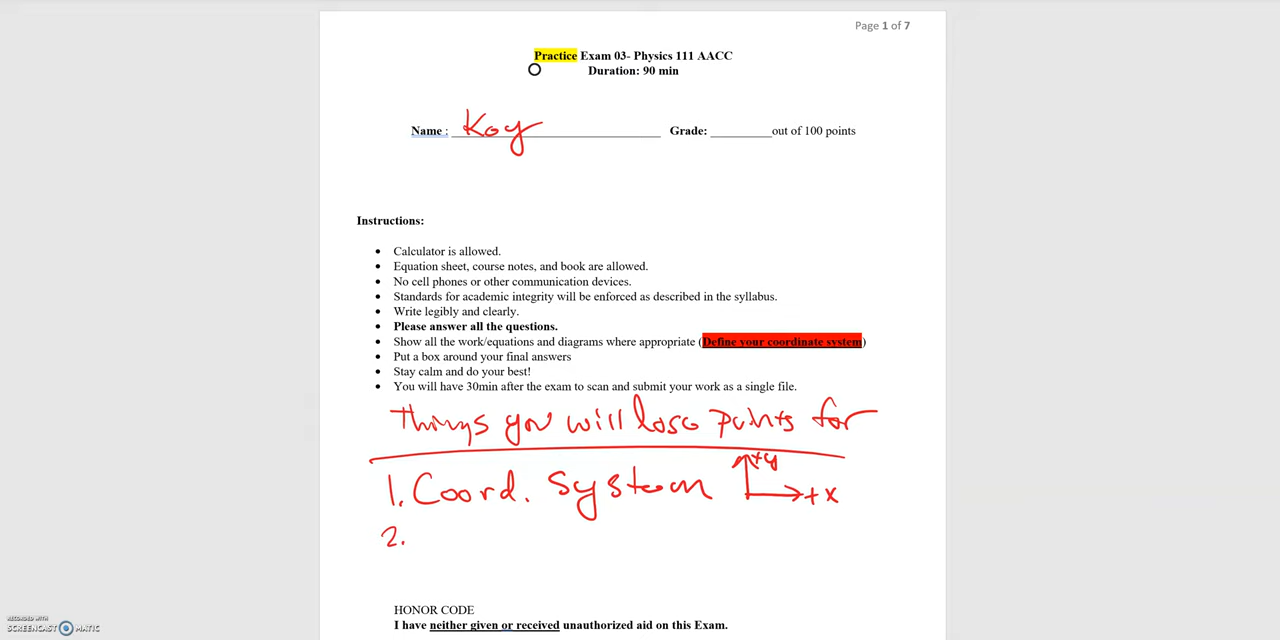 Page 1 of 7
Practice Exam 03- Physics 111 AACC
Duration: 90 min
Name : Key Grade: ________out of 100 points
Instructions:
• Calculator is allowed.
• Equation sheet, course notes, and book are allowed.
• No cell phones or other communication devices.
• Standards for academic integrity will be enforced as described in the syllabus.
• Write legibly and clearly.
• Please answer all the questions.
• Show all the work/equations and diagrams where appropriate (Define your coordinate system)
• Put a box around your final answers
• Stay calm and do your best!
• You will have 30min after the exam to scan and submit your work as a single file.
Things you will lose points for
1. Coord. System +y +x
2.
HONOR CODE
I have neither given or received unauthorized aid on this Exam.
RECORDED WITH
SCREENCAST MATIC